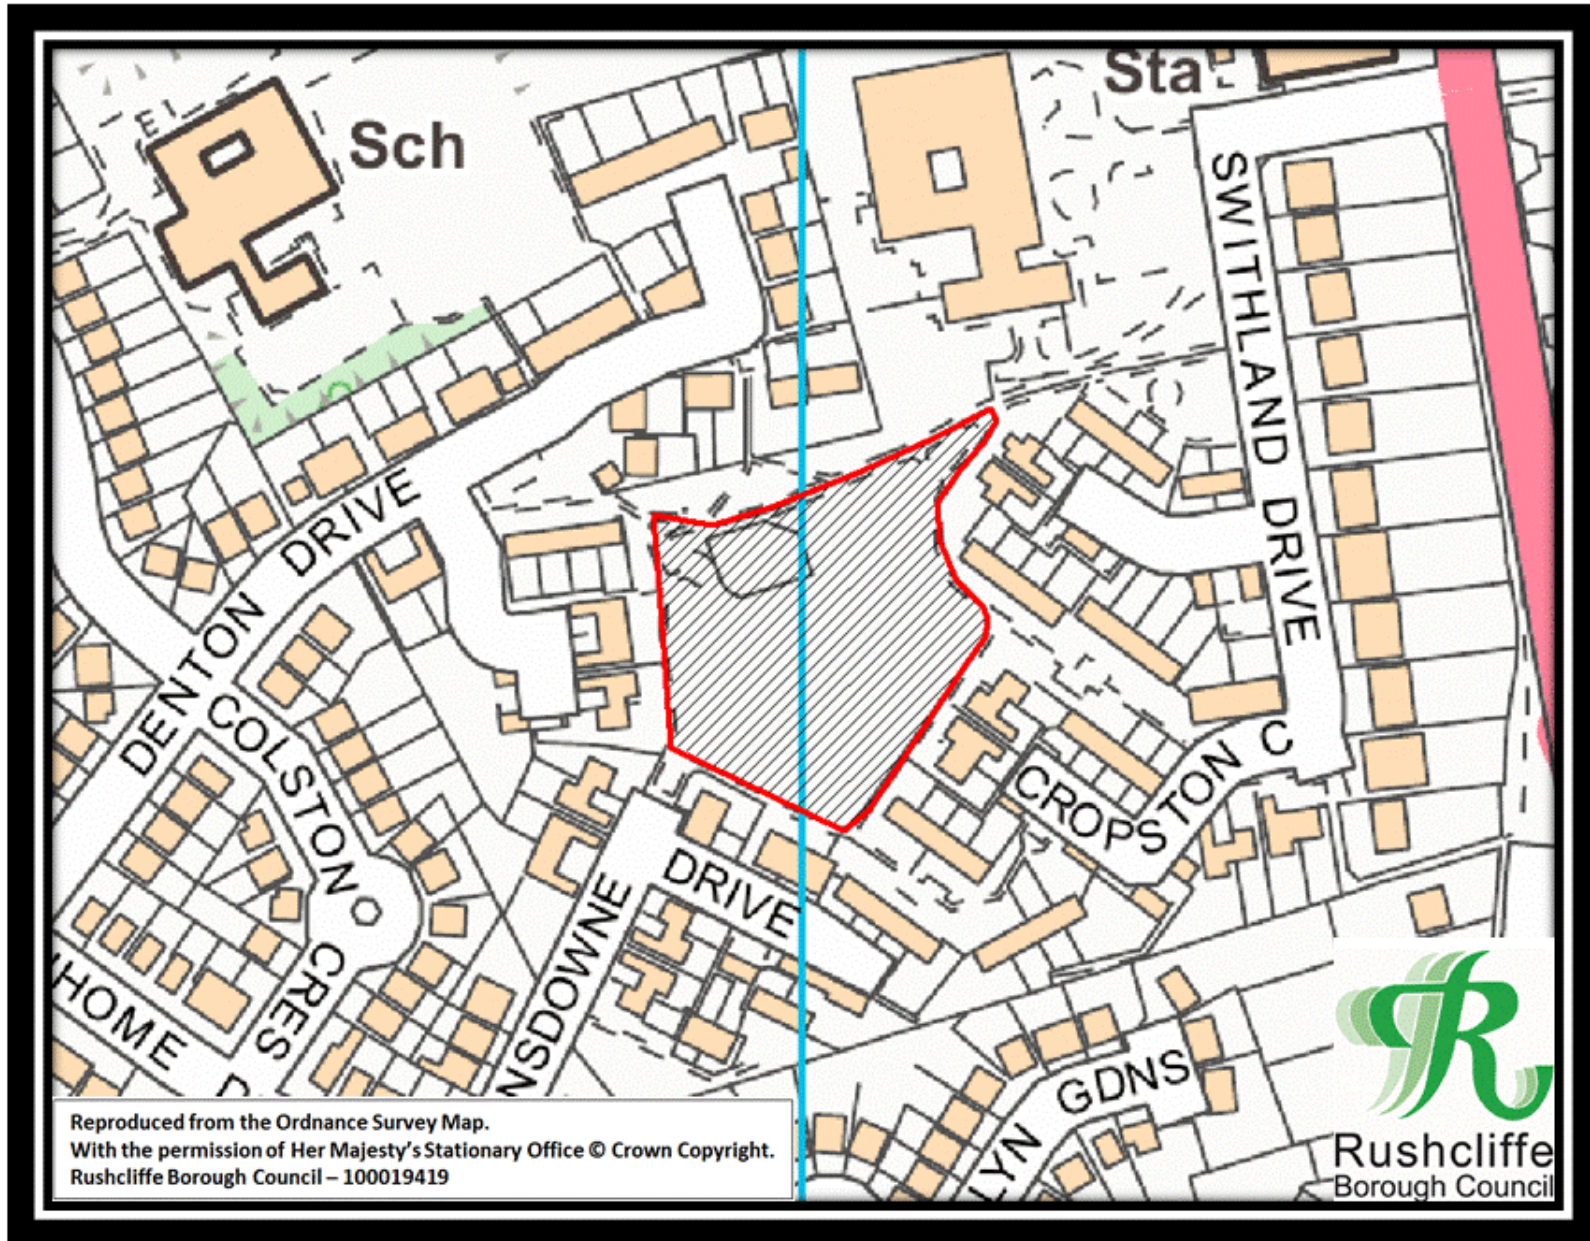 Sch
Sta
SWITHLAND DRIVE
DENTON DRIVE
COLSTON CRES
HOME D
NSDOWNE
DRIVE
CROPSTON C
LYN GDNS
Reproduced from the Ordnance Survey Map.
With the permission of Her Majesty's Stationary Office © Crown Copyright.
Rushcliffe Borough Council – 100019419
Rushcliffe
Borough Council